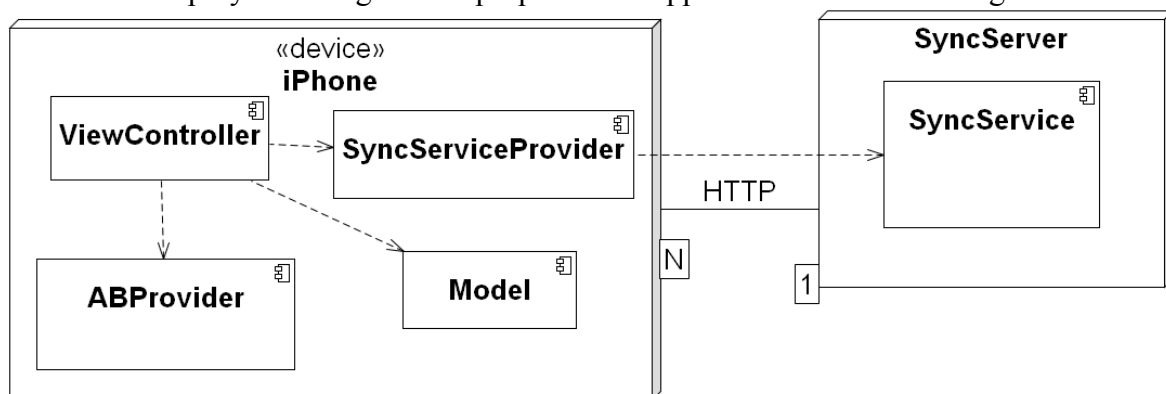 «device»
iPhone
ViewController
SyncServiceProvider
ABProvider
Model
HTTP
N
1
SyncServer
SyncService